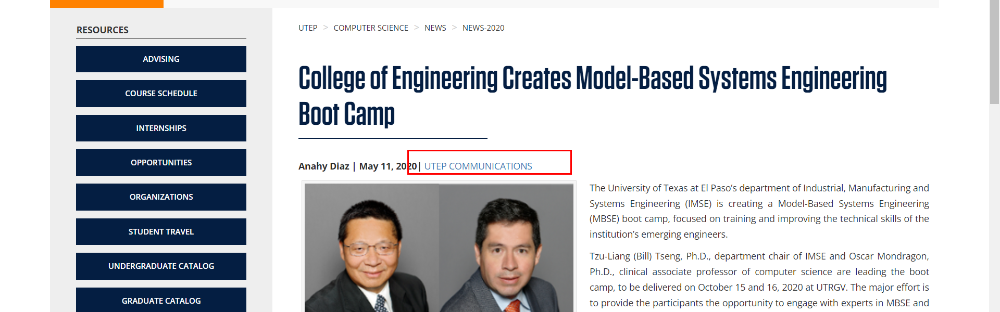 RESOURCES
ADVISING
COURSE SCHEDULE
INTERNSHIPS
OPPORTUNITIES
ORGANIZATIONS
STUDENT TRAVEL
UNDERGRADUATE CATALOG
GRADUATE CATALOG
UTEP > COMPUTER SCIENCE > NEWS > NEWS-2020
College of Engineering Creates Model-Based Systems Engineering
Boot Camp
Anahy Diaz | May 11, 2020| UTEP COMMUNICATIONS
The University of Texas at El Paso’s department of Industrial, Manufacturing and
Systems Engineering (IMSE) is creating a Model-Based Systems Engineering
(MBSE) boot camp, focused on training and improving the technical skills of the
institution’s emerging engineers.
Tzu-Liang (Bill) Tseng, Ph.D., department chair of IMSE and Oscar Mondragon,
Ph.D., clinical associate professor of computer science are leading the boot
camp, to be delivered on October 15 and 16, 2020 at UTRGV. The major effort is
to provide the participants the opportunity to engage with experts in MBSE and